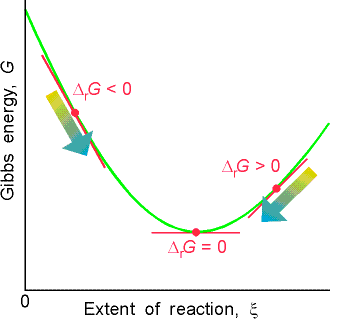 Gibbs energy, G
ΔrG < 0
ΔrG > 0
ΔrG = 0
0
Extent of reaction, ξ